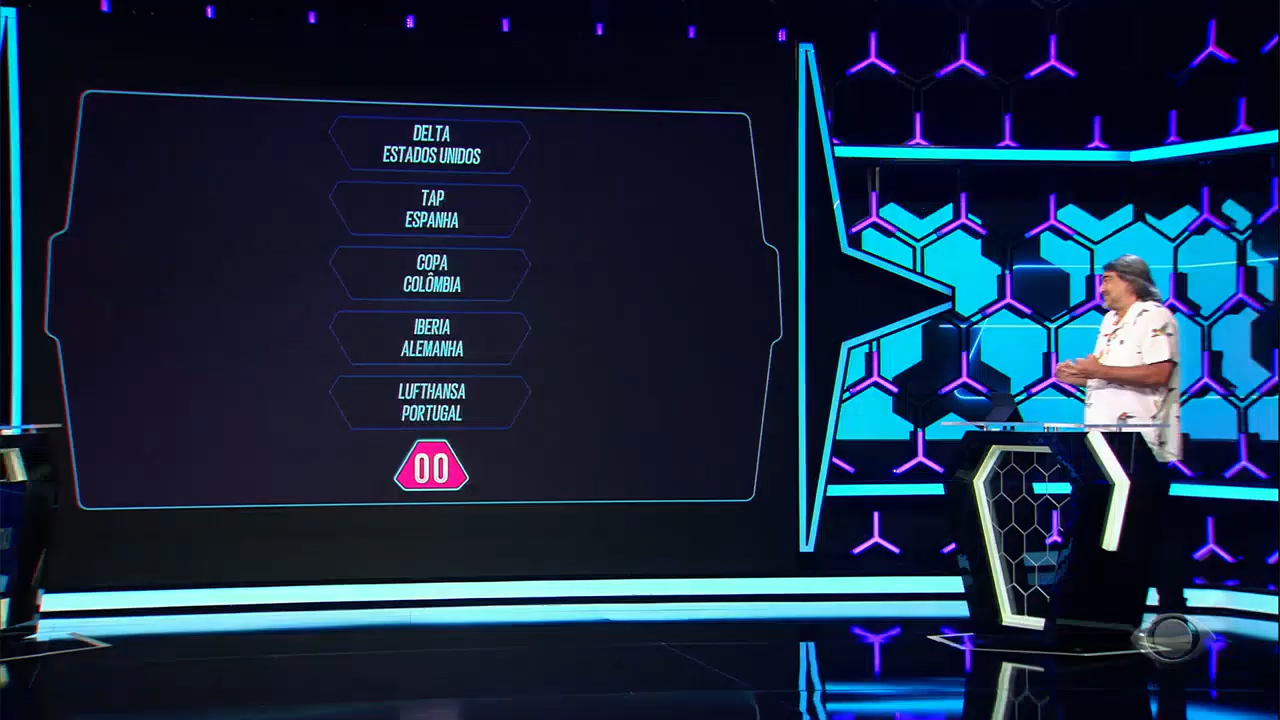 DELTA
ESTADOS UNIDOS
TAP
ESPANHA
COPA
COLÔMBIA
IBERIA
ALEMANHA
LUFTHANSA
PORTUGAL
00